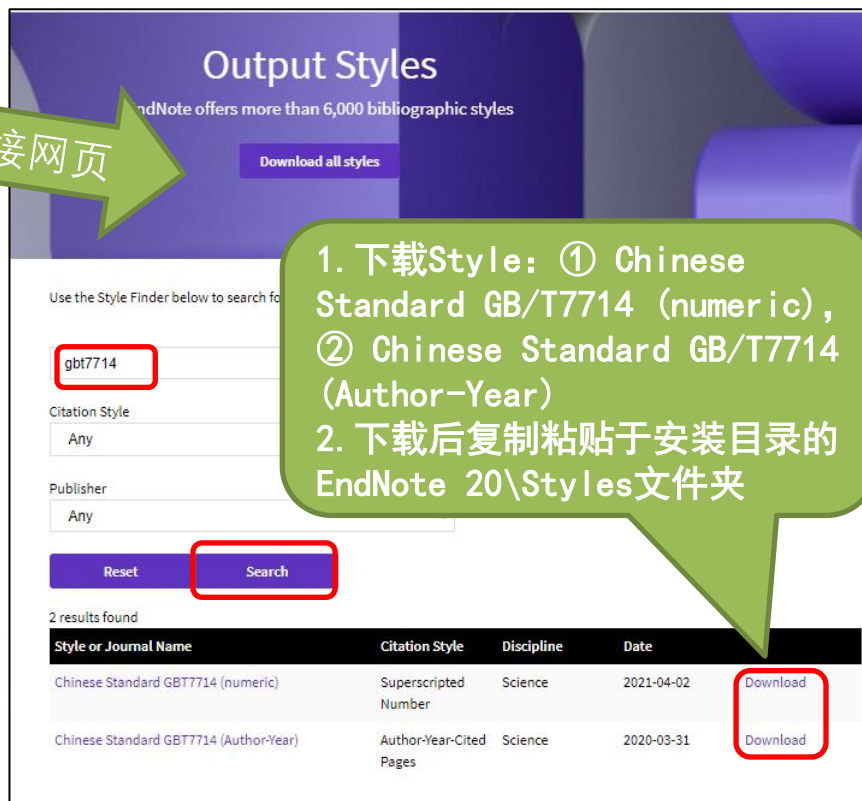 Output Styles
ndNote offers more than 6,000 bibliographic styles
接网页
Download all styles
1.下载Style：① Chinese
Standard GB/T7714 (numeric)，
② Chinese Standard GB/T7714
(Author-Year)
2.下载后复制粘贴于安装目录的
EndNote 20\Styles文件夹
Use the Style Finder below to search fo
gbt7714
Citation Style
Any
Publisher
Any
Reset Search
2 results found
Style or Journal Name Citation Style Discipline Date
Chinese Standard GBT7714 (numeric) Superscripted Science 2021-04-02 Download
Number
Chinese Standard GBT7714 (Author-Year) Author-Year-Cited Science 2020-03-31 Download
Pages